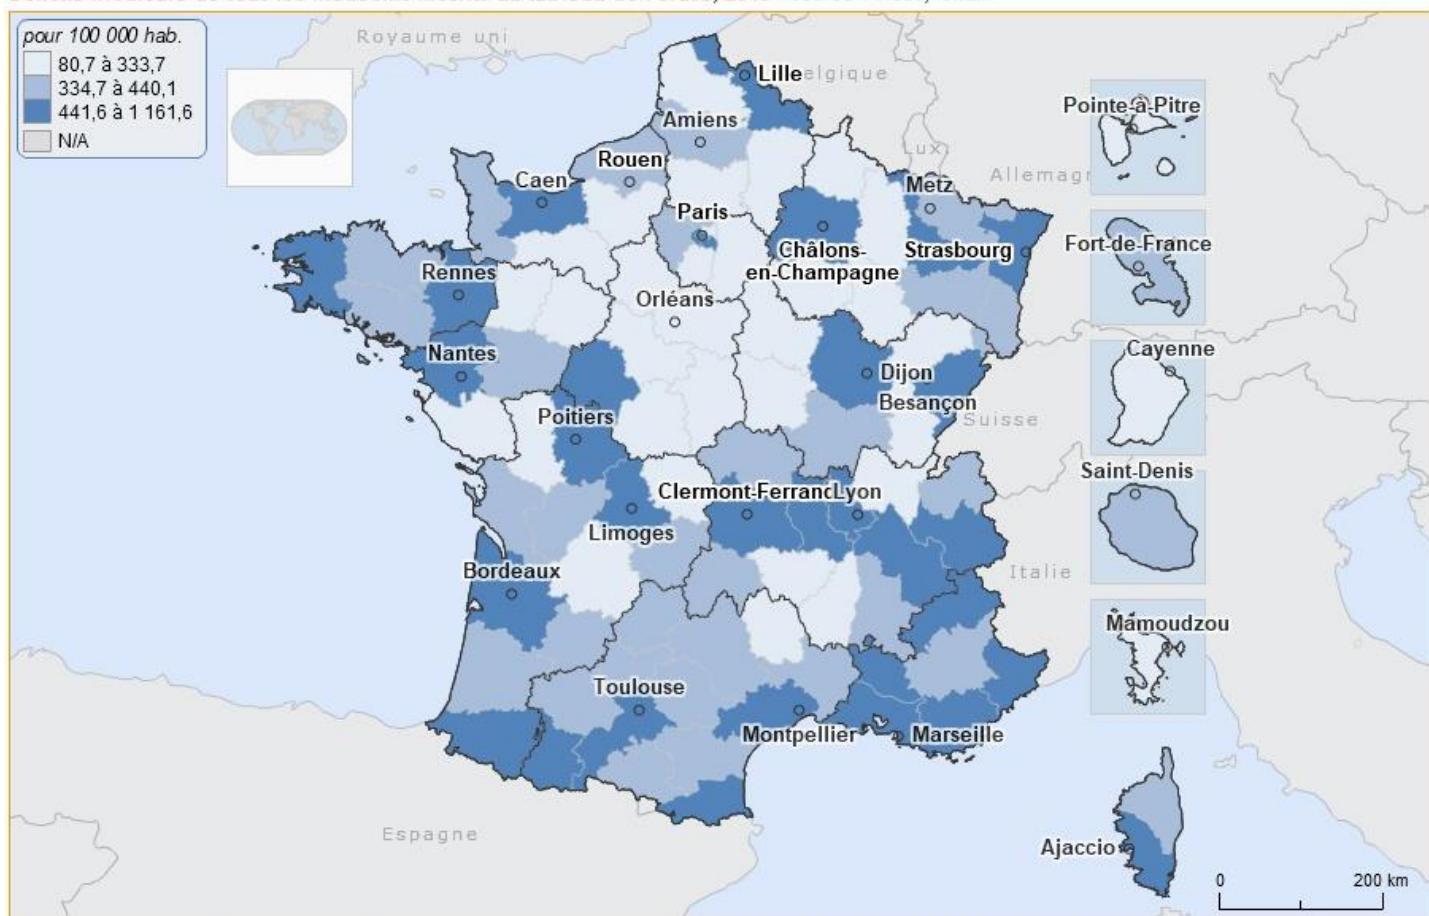 pour 100 000 hab.
80,7 à 333,7
334,7 à 440,1
441,6 à 1 161,6
N/A
Royaume uni
Lille
elgique
Amiens
Lux
Allemagn
Rouen
Caen
Metz
Paris
Châlons-
en-Champagne
Strasbourg
Rennes
Orléans
Nantes
Dijon
Besançon
Suisse
Poitiers
Clermont-Ferrand
Lyon
Limoges
Bordeaux
Italie
Toulouse
Montpellier
Marseille
Espagne
Ajaccio
Pointe-à-Pitre
Fort-de-France
Cayenne
Saint-Denis
Mamoudzou
0
200 km